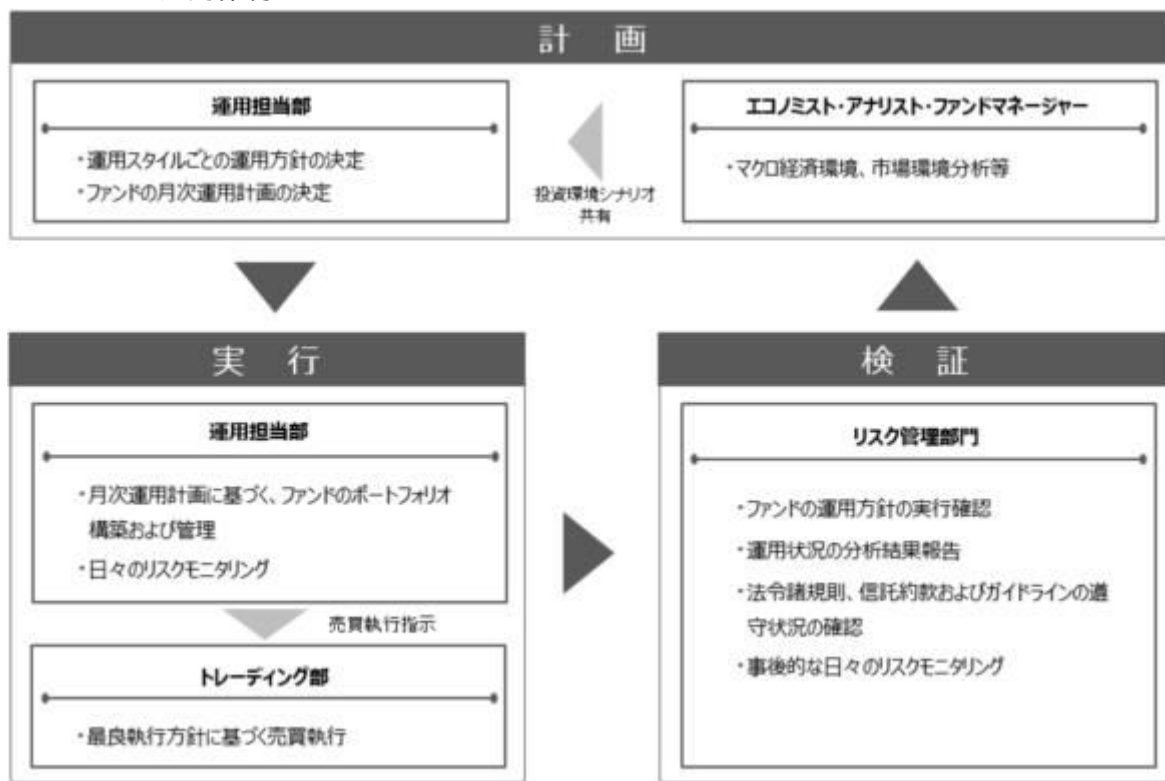 計 画
運用担当部
・運用スタイルごとの運用方針の決定
・ファンドの月次運用計画の決定
投資環境シナリオ
共有
エコノミスト・アナリスト・ファンドマネージャー
・マクロ経済環境、市場環境分析等
実 行
運用担当部
・月次運用計画に基づく、ファンドのポートフォリオ
構築および管理
・日々のリスクモニタリング
売買執行指示
トレーディング部
・最良執行方針に基づく売買執行
検 証
リスク管理部門
・ファンドの運用方針の実行確認
・運用状況の分析結果報告
・法令諸規則、信託約款およびガイドラインの遵
守状況の確認
・事後的な日々のリスクモニタリング